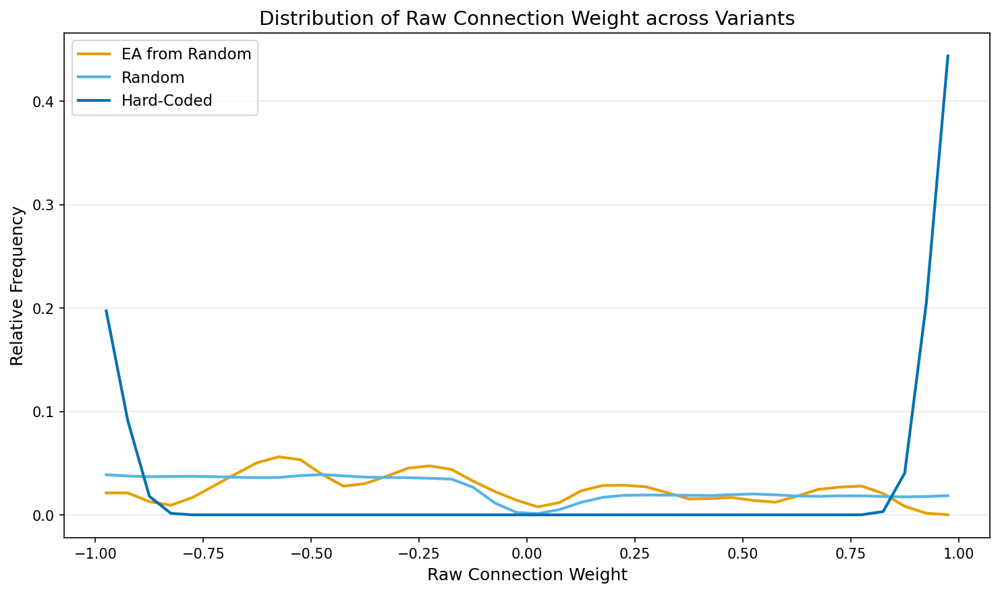 Distribution of Raw Connection Weight across Variants
EA from Random
Random
Hard-Coded
Relative Frequency
0.4
0.3
0.2
0.1
0.0
−1.00
−0.75
−0.50
−0.25
0.00
0.25
0.50
0.75
1.00
Raw Connection Weight